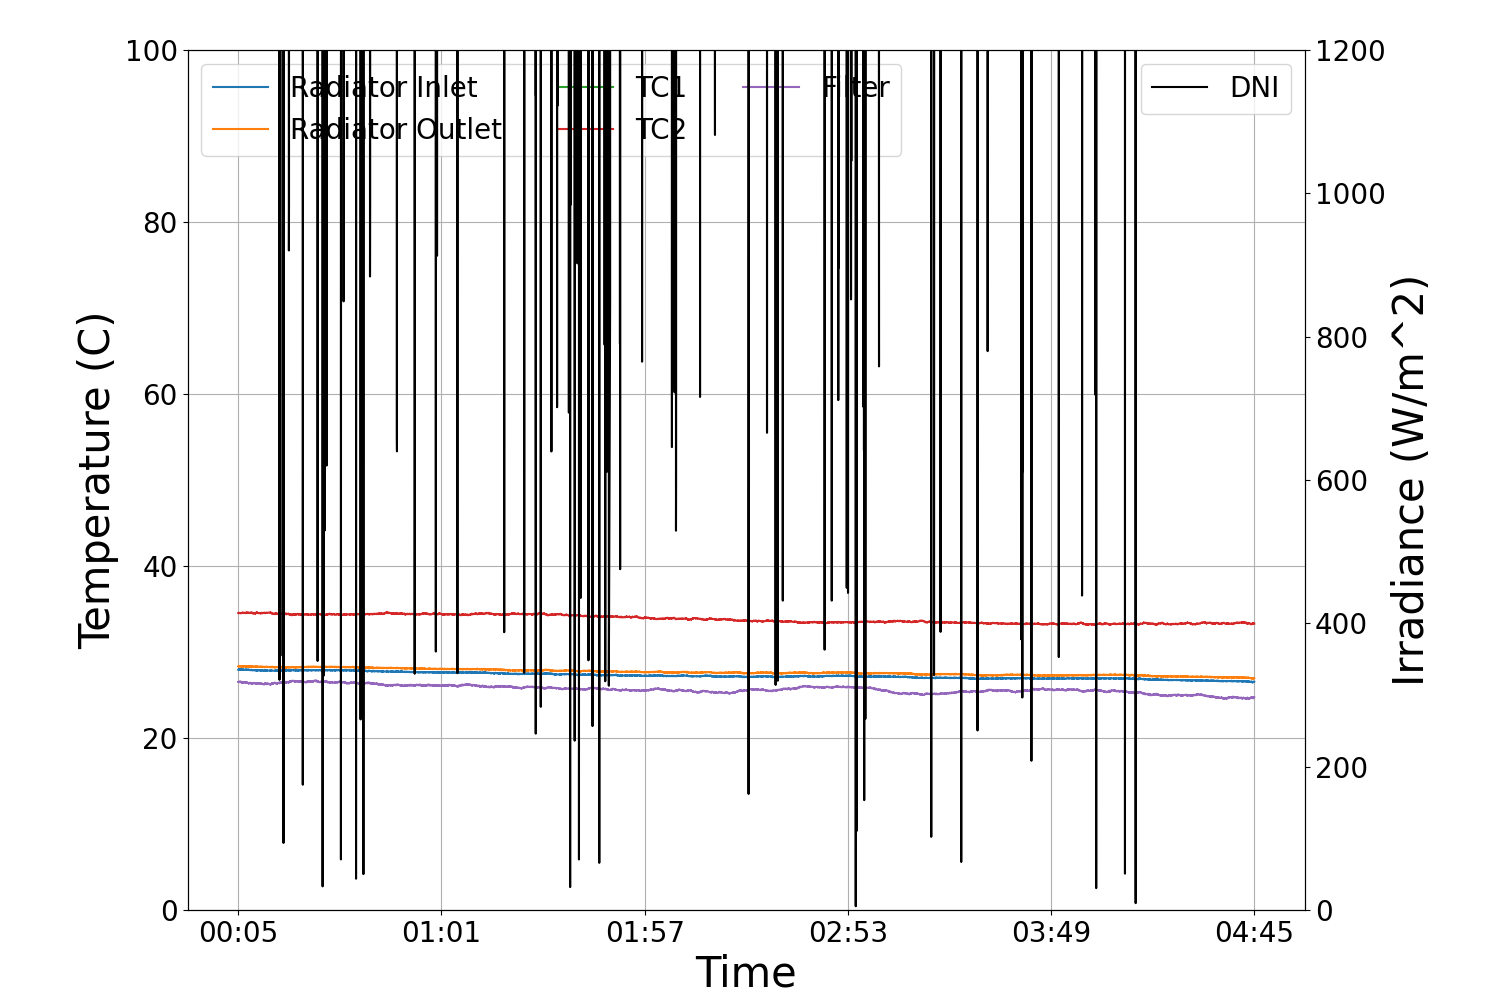 100
80
60
40
20
0
Temperature (C)
Radiator Inlet
Radiator Outlet
TC1
TC2
Filter
DNI
1200
1000
800
600
400
200
0
Irradiance (W/m^2)
00:05 01:01 01:57 02:53 03:49 04:45
Time